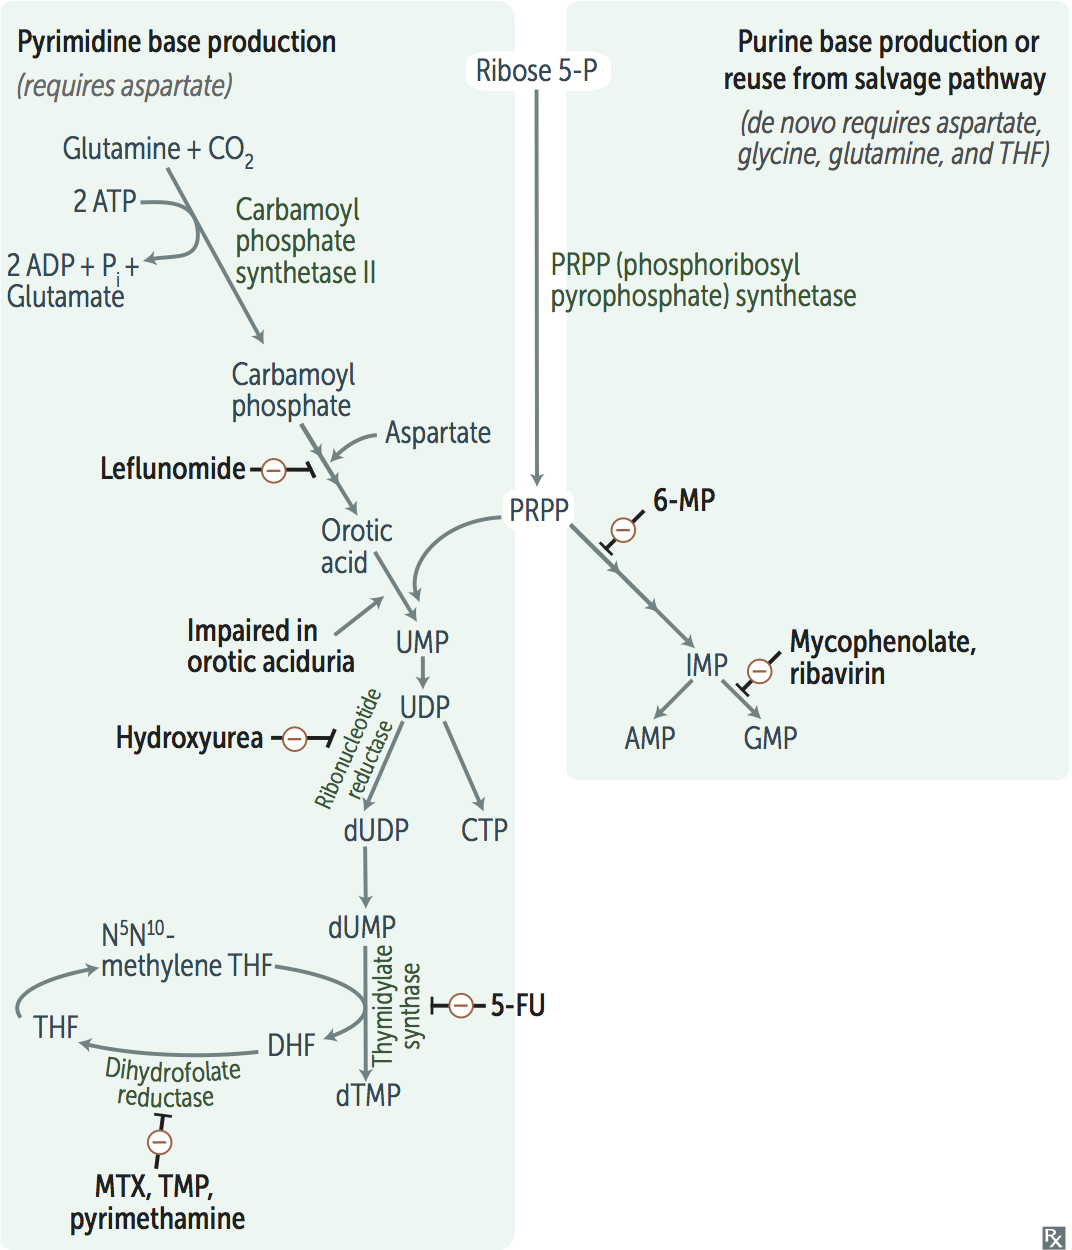 Pyrimidine base production
(requires aspartate)
Ribose 5-P
Purine base production or
reuse from salvage pathway
(de novo requires aspartate,
glycine, glutamine, and THF)
Glutamine + CO2
2 ATP
2 ADP + Pi +
Glutamate
Carbamoyl
phosphate
synthetase II
PRPP (phosphoribosyl
pyrophosphate) synthetase
Carbamoyl
phosphate
Aspartate
Leflunomide
Orotic
acid
PRPP
6-MP
Impaired in
orotic aciduria
UMP
IMP
Mycophenolate,
ribavirin
AMP
GMP
UDP
Hydroxyurea
Ribonucleotide
reductase
dUDP
CTP
dUMP
N5N10-
methylene THF
Thymidylate
synthase
5-FU
THF
DHF
Dihydrofolate
reductase
dTMP
MTX, TMP,
pyrimethamine
Rx